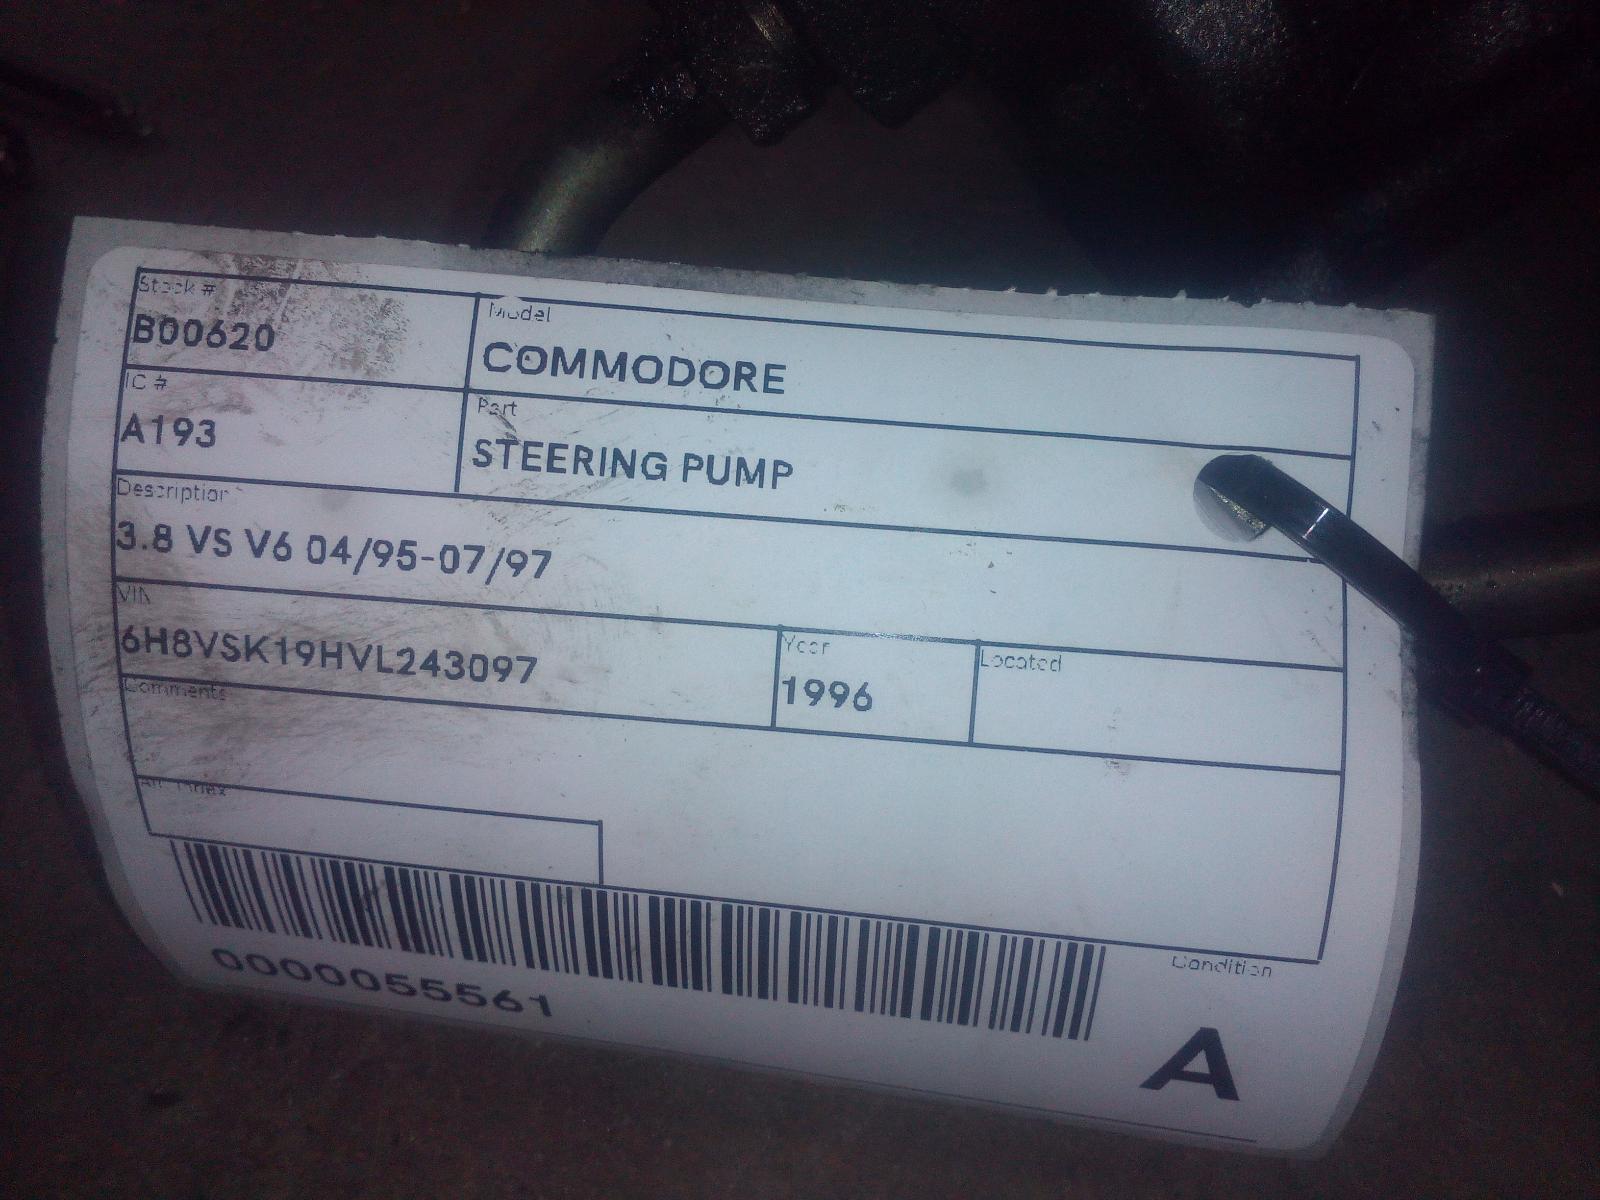 Stock #
B00620
Model
COMMODORE
IC #
A193
Part
STEERING PUMP
Description
3.8 VS V6 04/95-07/97
VIN
6H8VSK19HVL243097
Year
1996
Located
Comments
Index
0000055561
Condition
A